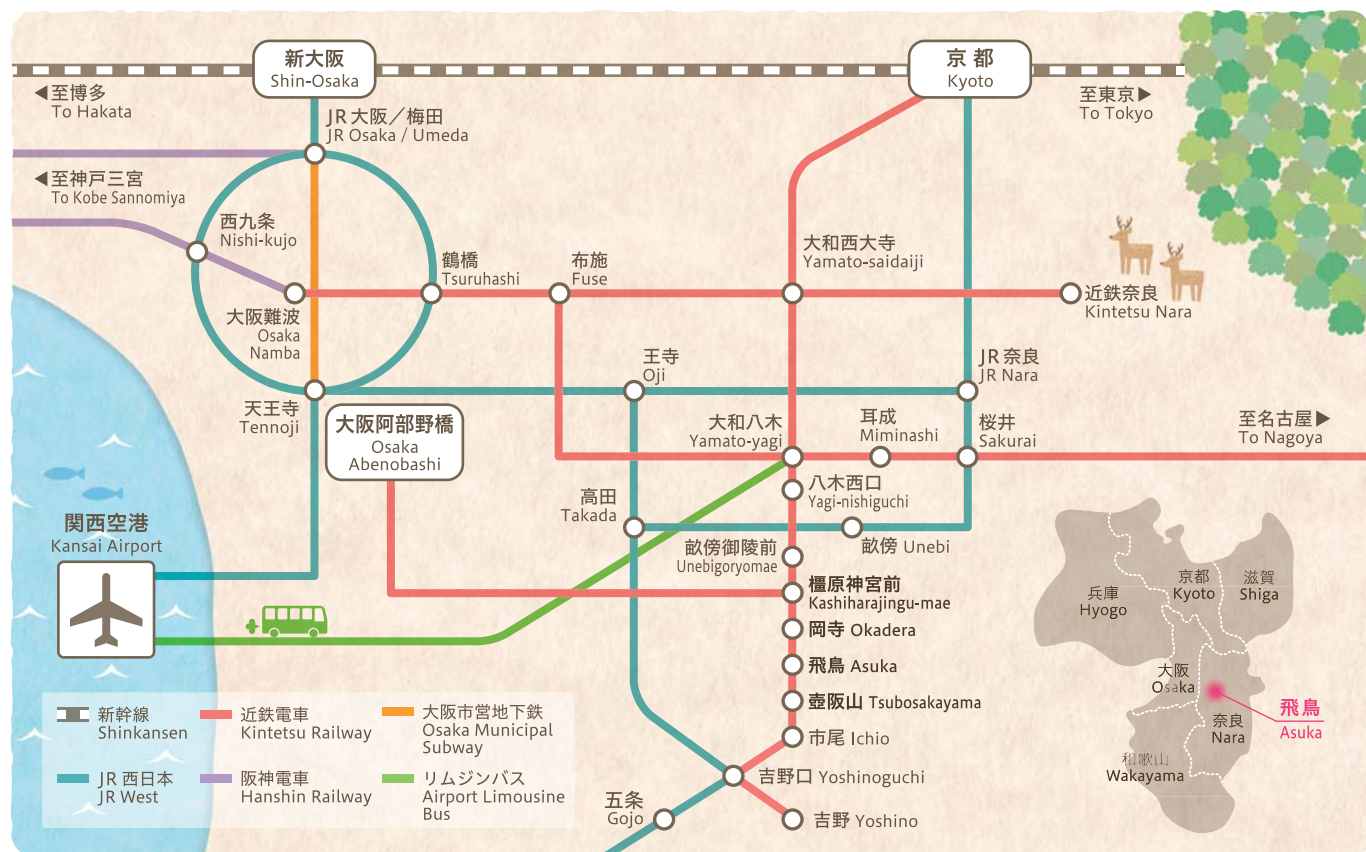 新大阪
Shin-Osaka
京都
Kyoto
◀至博多
To Hakata
至東京▶
To Tokyo
JR 大阪／梅田
JR Osaka / Umeda
◀至神戸三宮
To Kobe Sannomiya
西九条
Nishi-kujo
鶴橋
Tsuruhashi
布施
Fuse
大和西大寺
Yamato-saidaiji
近鉄奈良
Kintetsu Nara
大阪難波
Osaka
Namba
王寺
Oji
JR 奈良
JR Nara
天王寺
Tennoji
大阪阿部野橋
Osaka
Abenobashi
大和八木
Yamato-yagi
耳成
Miminashi
桜井
Sakurai
至名古屋▶
To Nagoya
八木西口
Yagi-nishiguchi
高田
Takada
畝傍 Unebi
畝傍御陵前
Unebigoryomae
橿原神宮前
Kashiharajingu-mae
岡寺 Okadera
飛鳥 Asuka
壺阪山 Tsubosakayama
市尾 Ichio
吉野口 Yoshinoguchi
五条
Gojo
吉野 Yoshino
関西空港
Kansai Airport
新幹線
Shinkansen
近鉄電車
Kintetsu Railway
大阪市営地下鉄
Osaka Municipal
Subway
JR 西日本
JR West
阪神電車
Hanshin Railway
リムジンバス
Airport Limousine
Bus
兵庫
Hyogo
京都
Kyoto
滋賀
Shiga
大阪
Osaka
奈良
Nara
和歌山
Wakayama
飛鳥
Asuka